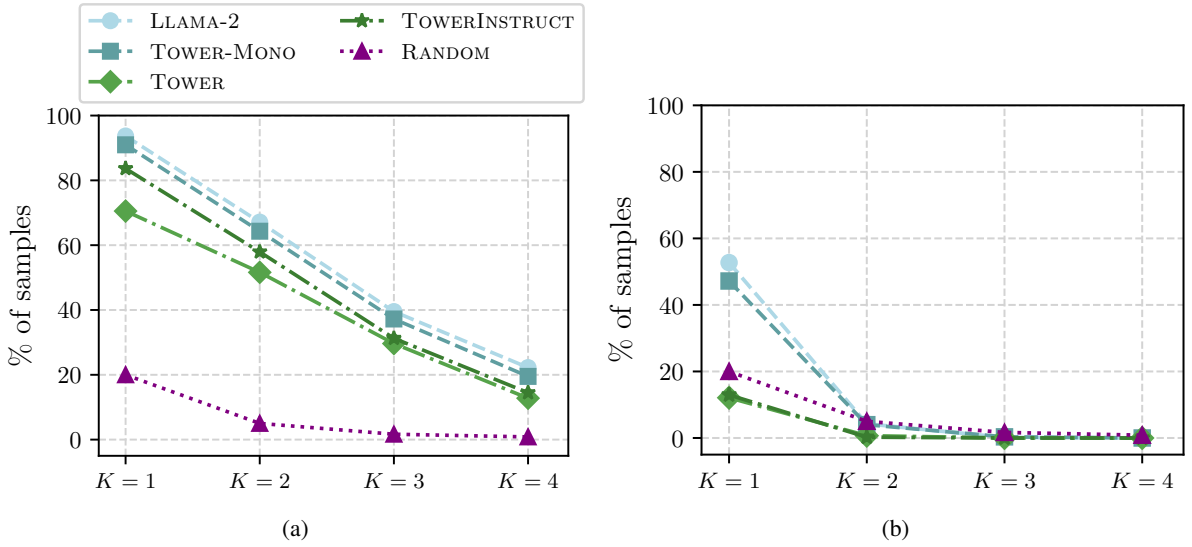 LLAMA-2
TOWER-MONO
TOWER
TOWERINSTRUCT
RANDOM
% of samples
100
80
60
40
20
0
K = 1
K = 2
K = 3
K = 4
(a)
% of samples
100
80
60
40
20
0
K = 1
K = 2
K = 3
K = 4
(b)